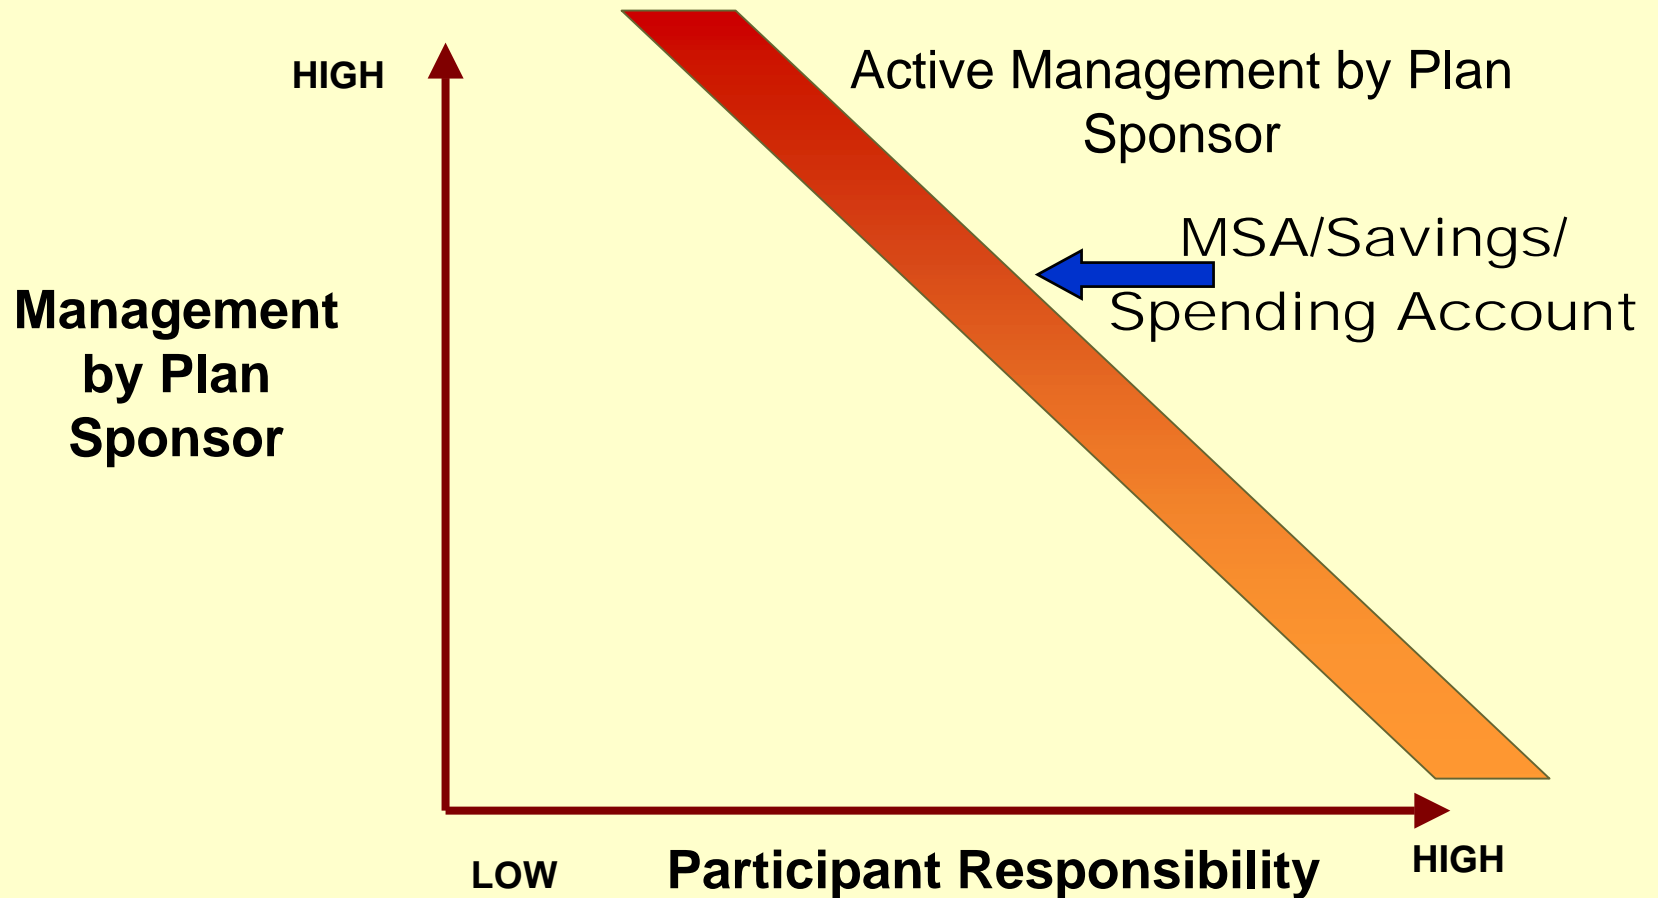 HIGH
Active Management by Plan
Sponsor
MSA/Savings/
Spending Account
Management
by Plan
Sponsor
LOW
Participant Responsibility
HIGH